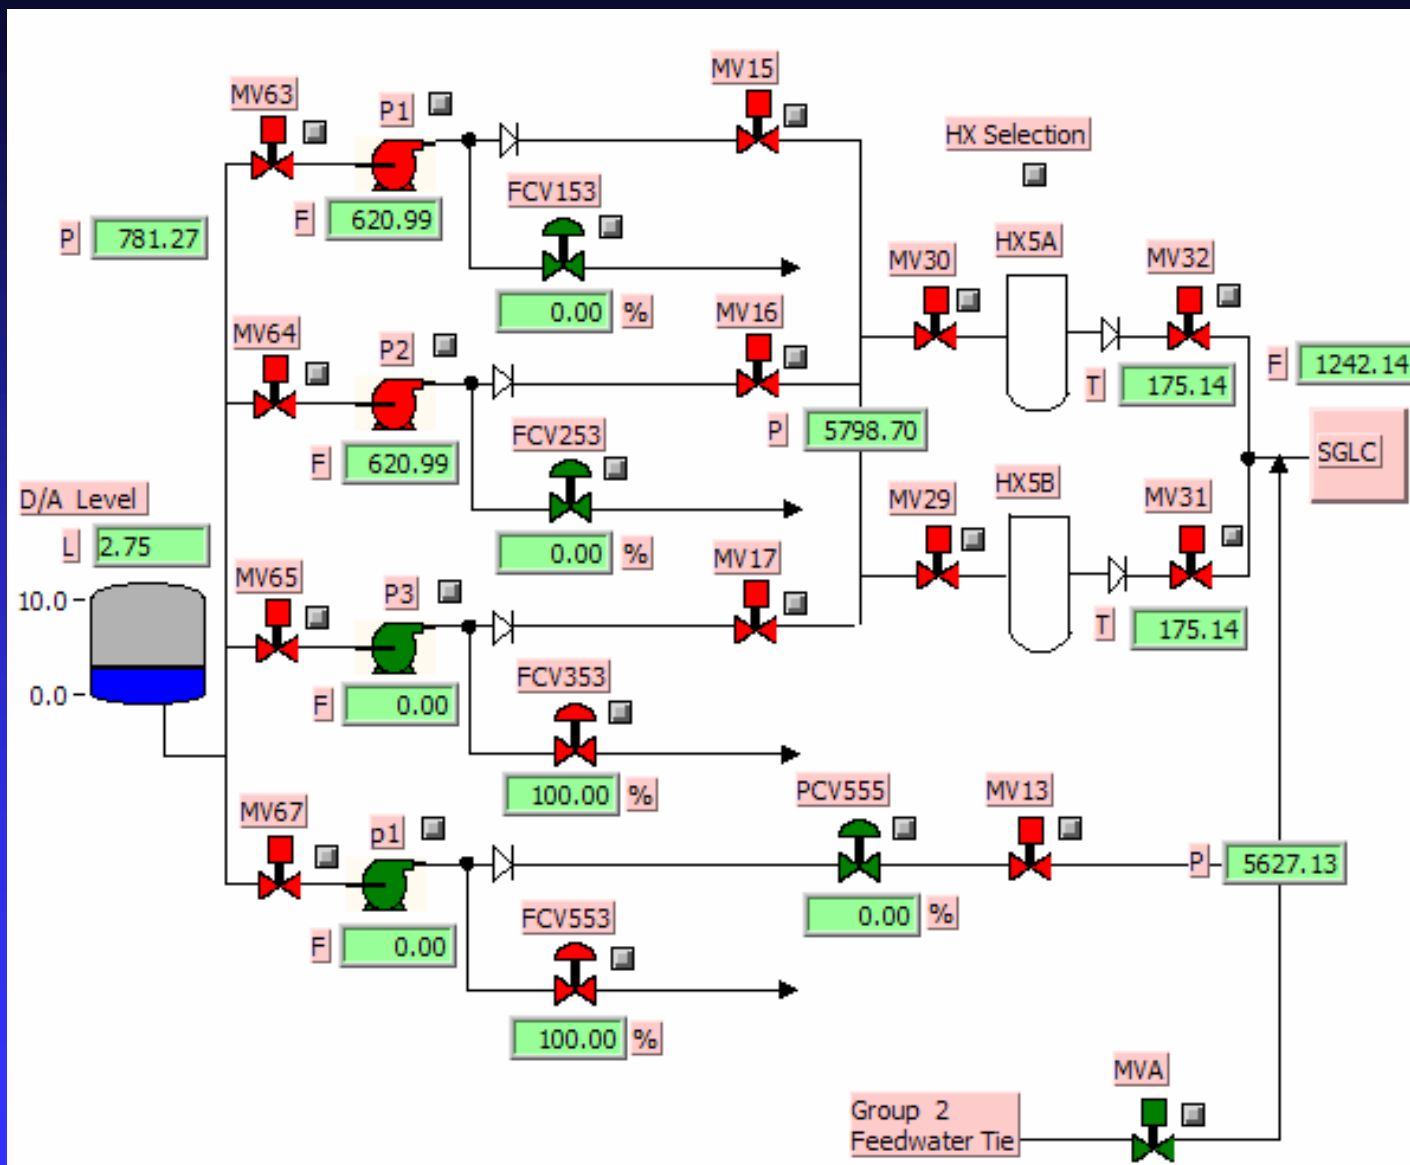 MV15
MV63
P1
HX Selection
FCV153
F 620.99
P 781.27
HX5A
MV30
MV32
0.00 %
MV16
MV64
P2
F 1242.14
T 175.14
P 5798.70
FCV253
F 620.99
SGLC
HX5B
MV29
MV31
D/A Level
L 2.75
0.00 %
MV17
MV65
P3
10.0
T 175.14
FCV353
0.0
F 0.00
100.00 %
PCV555
MV13
MV67
p1
P 5627.13
0.00 %
FCV553
F 0.00
100.00 %
MVA
Group 2
Feedwater Tie